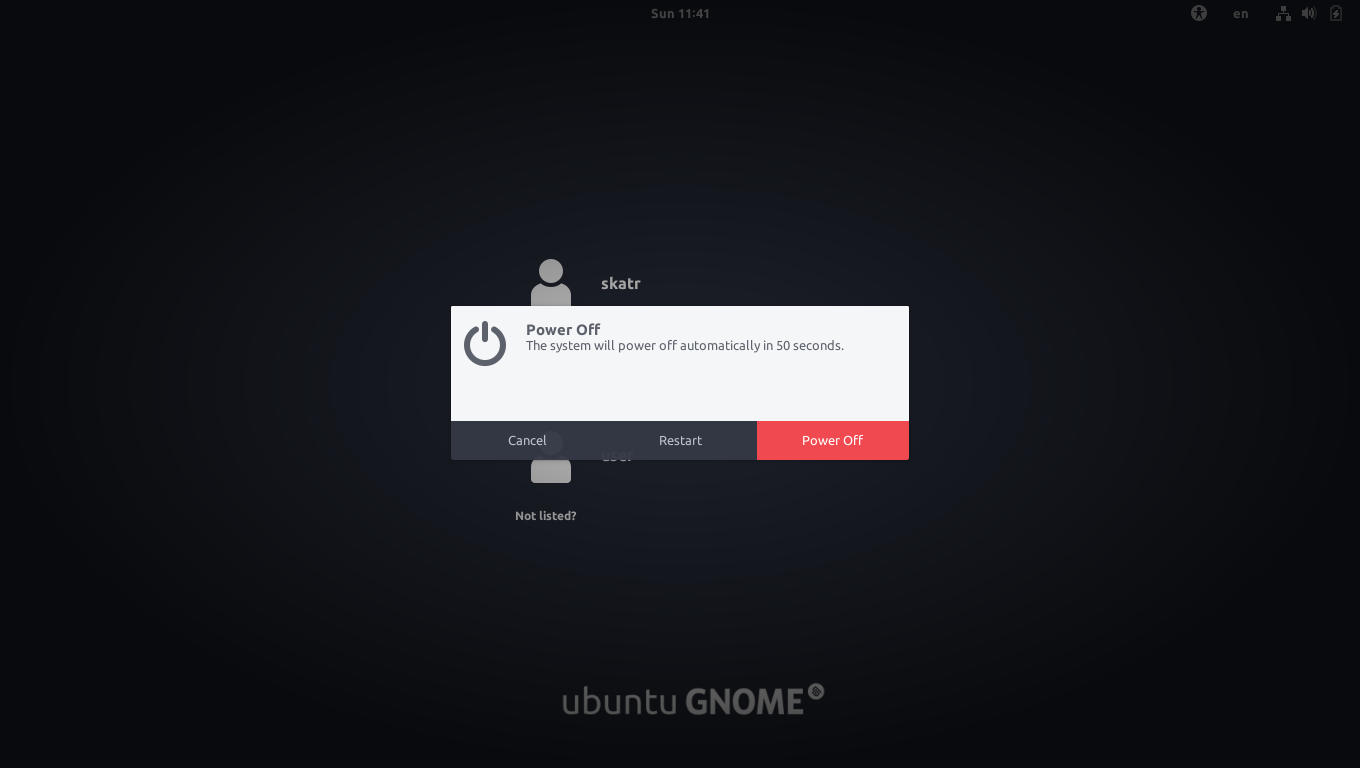 Sun 11:41
en
skatr
Power Off
The system will power off automatically in 50 seconds.
Cancel Restart Power Off
user
Not listed?
ubuntu GNOME